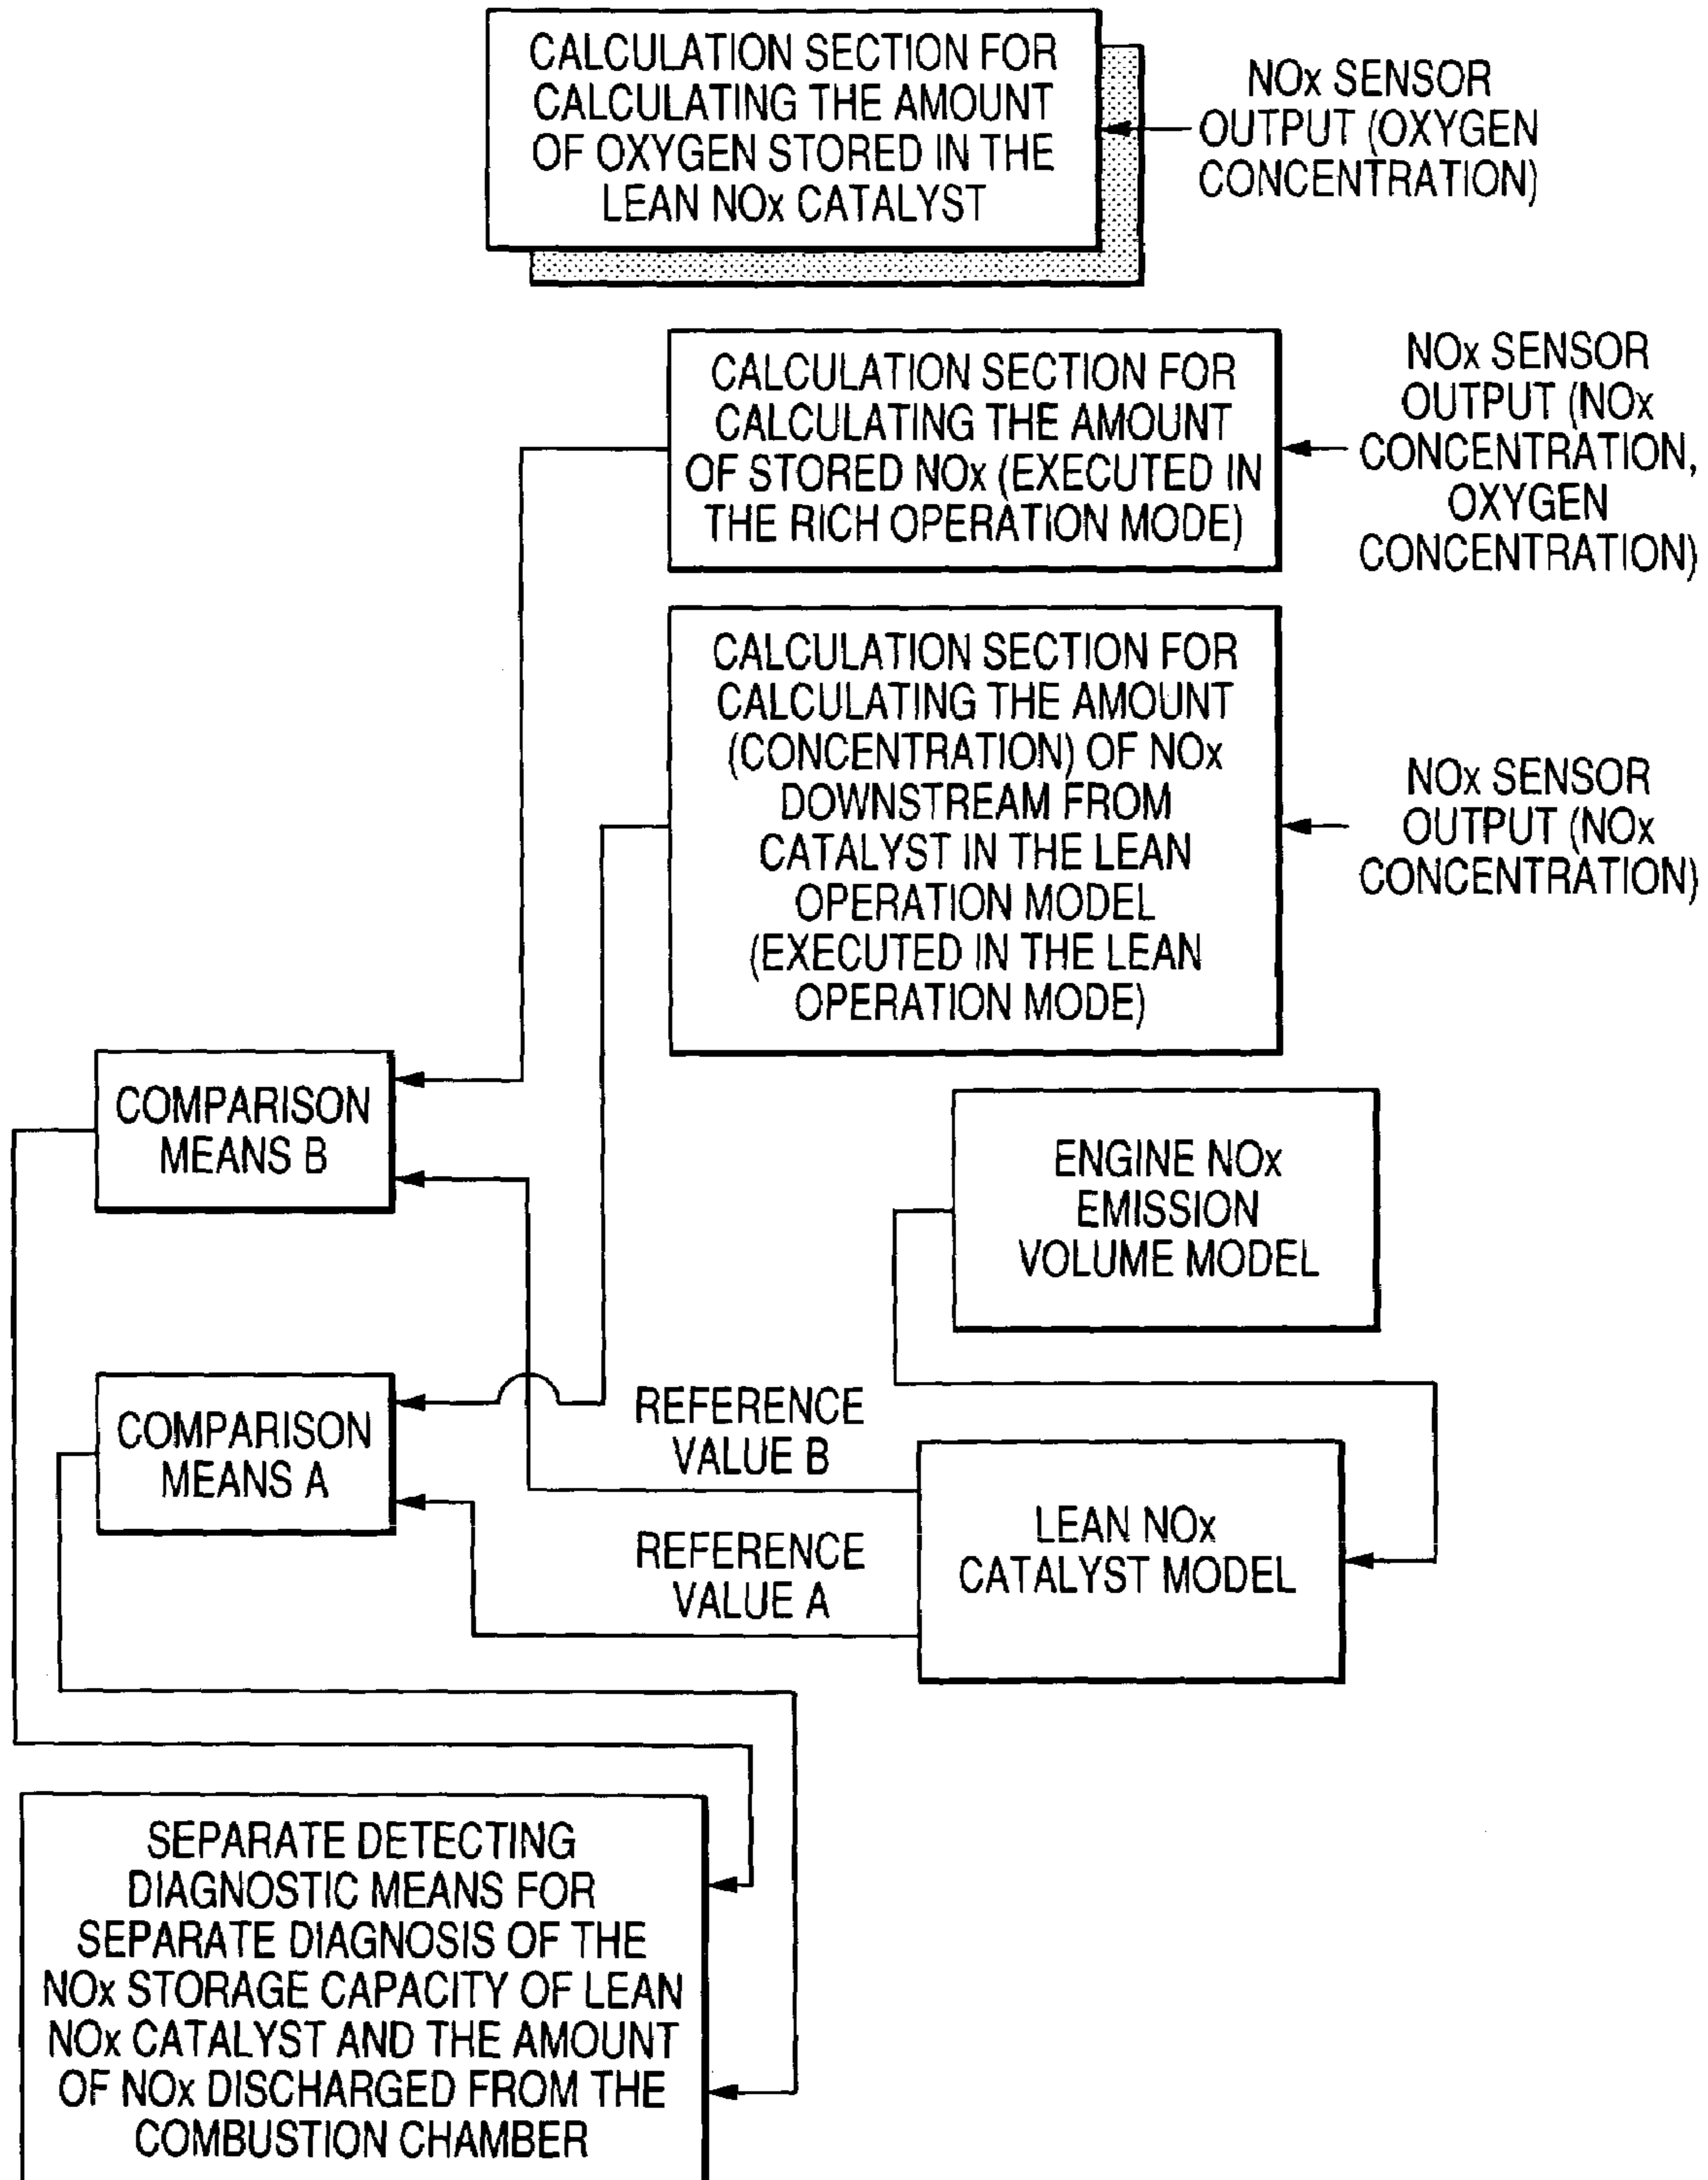 CALCULATION SECTION FOR
CALCULATING THE AMOUNT
OF OXYGEN STORED IN THE
LEAN NOx CATALYST
NOx SENSOR
OUTPUT (OXYGEN
CONCENTRATION)
CALCULATION SECTION FOR
CALCULATING THE AMOUNT
OF STORED NOx (EXECUTED IN
THE RICH OPERATION MODE)
NOx SENSOR
OUTPUT (NOx
CONCENTRATION,
OXYGEN
CONCENTRATION)
CALCULATION SECTION FOR
CALCULATING THE AMOUNT
(CONCENTRATION) OF NOx
DOWNSTREAM FROM
CATALYST IN THE LEAN
OPERATION MODEL
(EXECUTED IN THE LEAN
OPERATION MODE)
NOx SENSOR
OUTPUT (NOx
CONCENTRATION)
COMPARISON
MEANS B
ENGINE NOx
EMISSION
VOLUME MODEL
COMPARISON
MEANS A
REFERENCE
VALUE B
REFERENCE
VALUE A
LEAN NOx
CATALYST MODEL
SEPARATE DETECTING
DIAGNOSTIC MEANS FOR
SEPARATE DIAGNOSIS OF THE
NOx STORAGE CAPACITY OF LEAN
NOx CATALYST AND THE AMOUNT
OF NOx DISCHARGED FROM THE
COMBUSTION CHAMBER